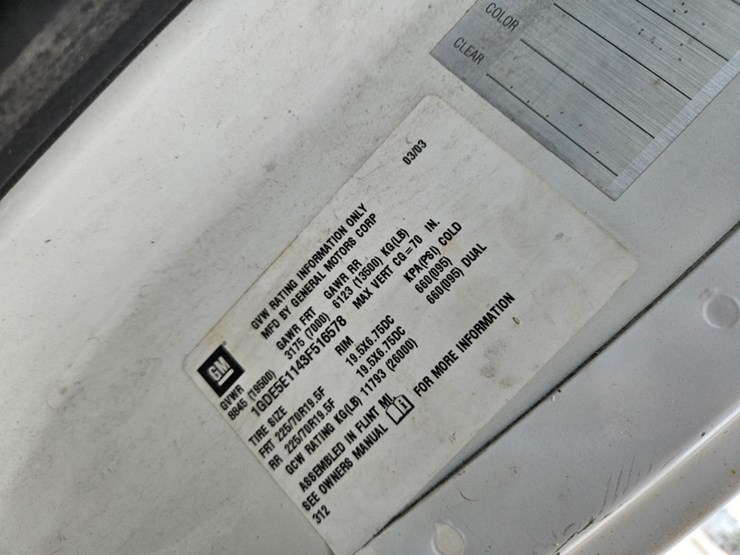 COLOR
CLEAR
GM
GVW RATING INFORMATION ONLY
MFD BY GENERAL MOTORS CORP 03/03
GVWR GAWR FRT GAWR RR
8845 (19500) 3175 (7000) 6123 (13500) KG(LB)
1GDE5E1143F516578 MAX VERT CG = 70 IN.
TIRE SIZE RIM KPA(PSI) COLD
FRT 225/70R19.5F 19.5X6.75DC 660(095)
RR 225/70R19.5F 19.5X6.75DC 660(095) DUAL
GCW RATING KG(LB) 11793 (26000)
ASSEMBLED IN FLINT MI
SEE OWNERS MANUAL i FOR MORE INFORMATION
312